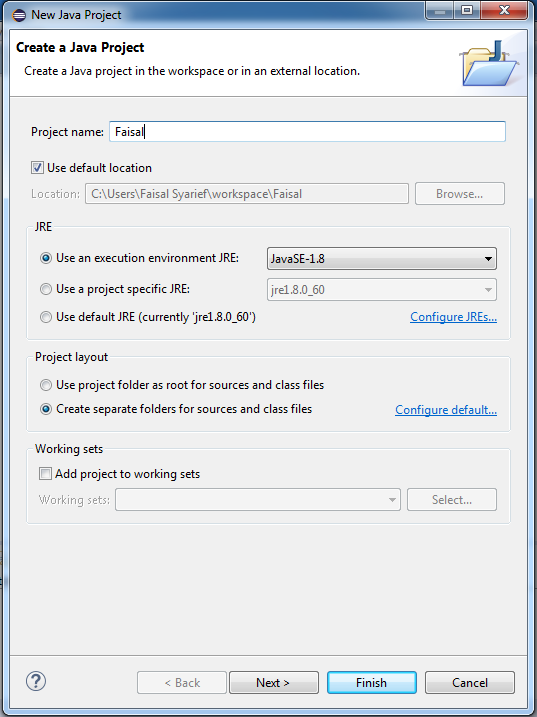 New Java Project
Create a Java Project
Create a Java project in the workspace or in an external location.
Project name: Faisal
Use default location
Location: C:\Users\Faisal Syarief\workspace\Faisal Browse...
JRE
Use an execution environment JRE: JavaSE-1.8
Use a project specific JRE: jre1.8.0_60
Use default JRE (currently 'jre1.8.0_60') Configure JREs...
Project layout
Use project folder as root for sources and class files
Create separate folders for sources and class files Configure default...
Working sets
Add project to working sets
Working sets: Select...
? < Back Next > Finish Cancel